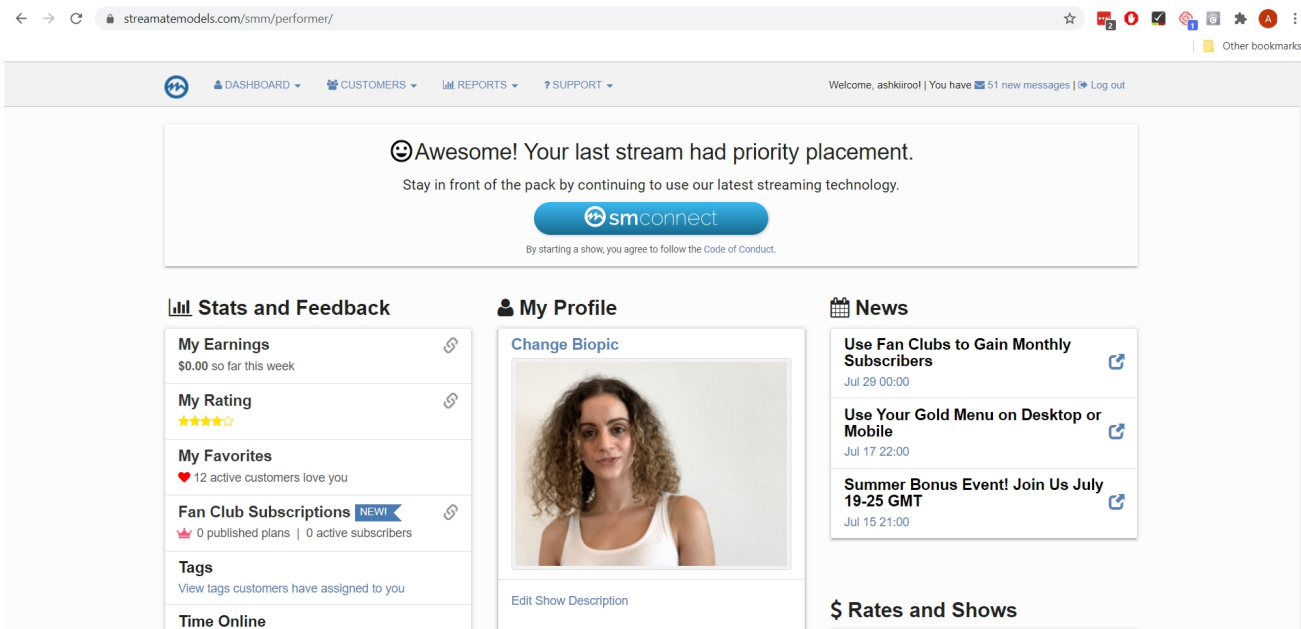 streamatemodels.com/smm/performer/
2
1
A
Other bookmarks
DASHBOARD
CUSTOMERS
REPORTS
? SUPPORT
Welcome, ashkiiroo! | You have 51 new messages | Log out
Awesome! Your last stream had priority placement.
Stay in front of the pack by continuing to use our latest streaming technology.
smconnect
By starting a show, you agree to follow the Code of Conduct.
Stats and Feedback
My Earnings
$0.00 so far this week
My Rating
My Favorites
12 active customers love you
Fan Club Subscriptions NEW!
0 published plans | 0 active subscribers
Tags
View tags customers have assigned to you
Time Online
My Profile
Change Biopic
Edit Show Description
News
Use Fan Clubs to Gain Monthly
Subscribers
Jul 29 00:00
Use Your Gold Menu on Desktop or
Mobile
Jul 17 22:00
Summer Bonus Event! Join Us July
19-25 GMT
Jul 15 21:00
$ Rates and Shows